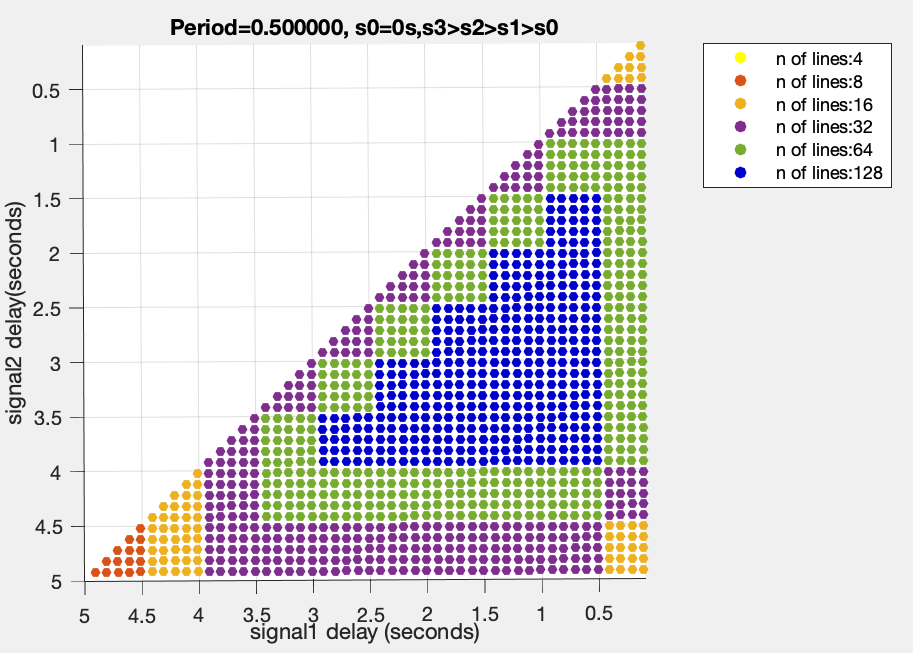 Period=0.500000, s0=0s,s3>s2>s1>s0
n of lines:4
n of lines:8
n of lines:16
n of lines:32
n of lines:64
n of lines:128
signal2 delay(seconds)
0.5
1
1.5
2
2.5
3
3.5
4
4.5
5
5 4.5 4 3.5 3 2.5 2 1.5 1 0.5
signal1 delay (seconds)